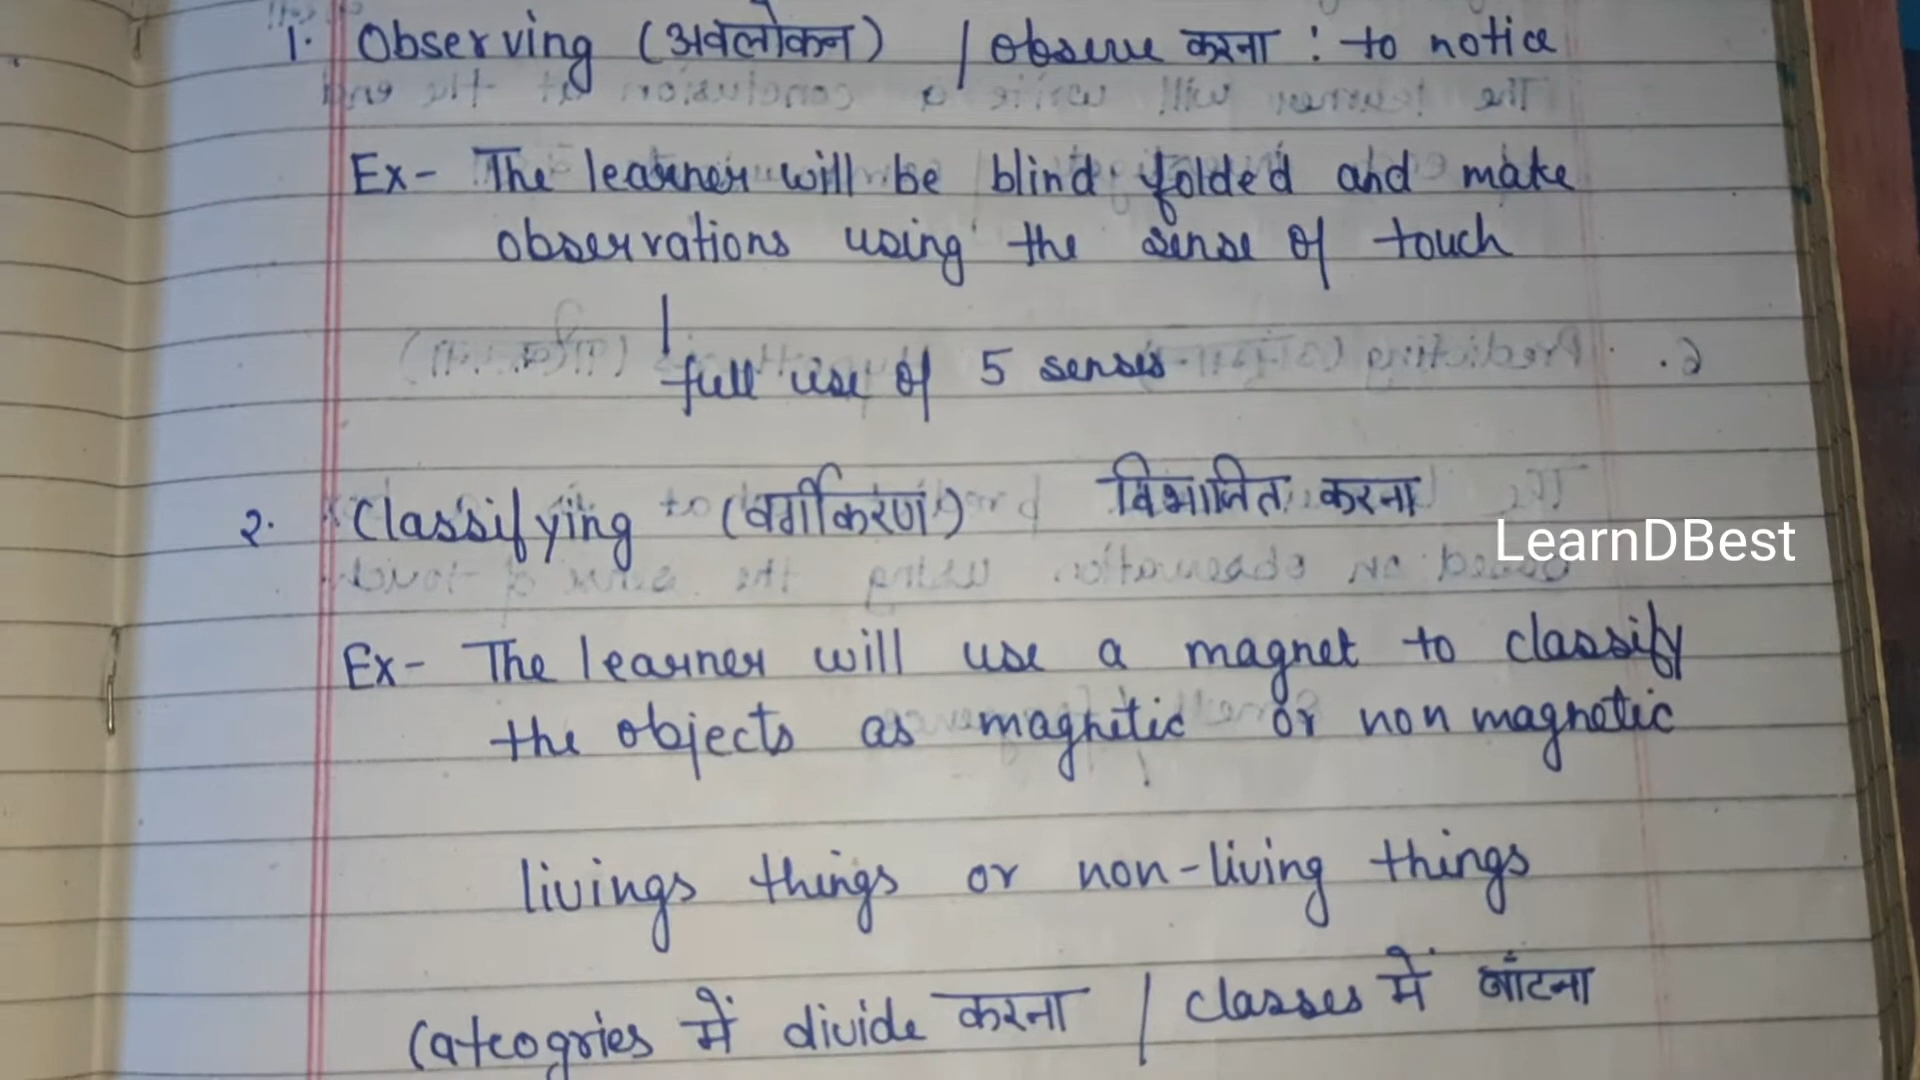 1. Observing (अवलोकन) / observe करना : to notice
Ex- The learner will be blind folded and make
observations using the sense of touch
full use of 5 senses
2. Classifying (वर्गीकरण) विभाजित करना
LearnDBest
Ex- The learner will use a magnet to classify
the objects as magnetic or non magnetic
livings things or non-living things
Cateogries में divide करना / classes में बाँटना